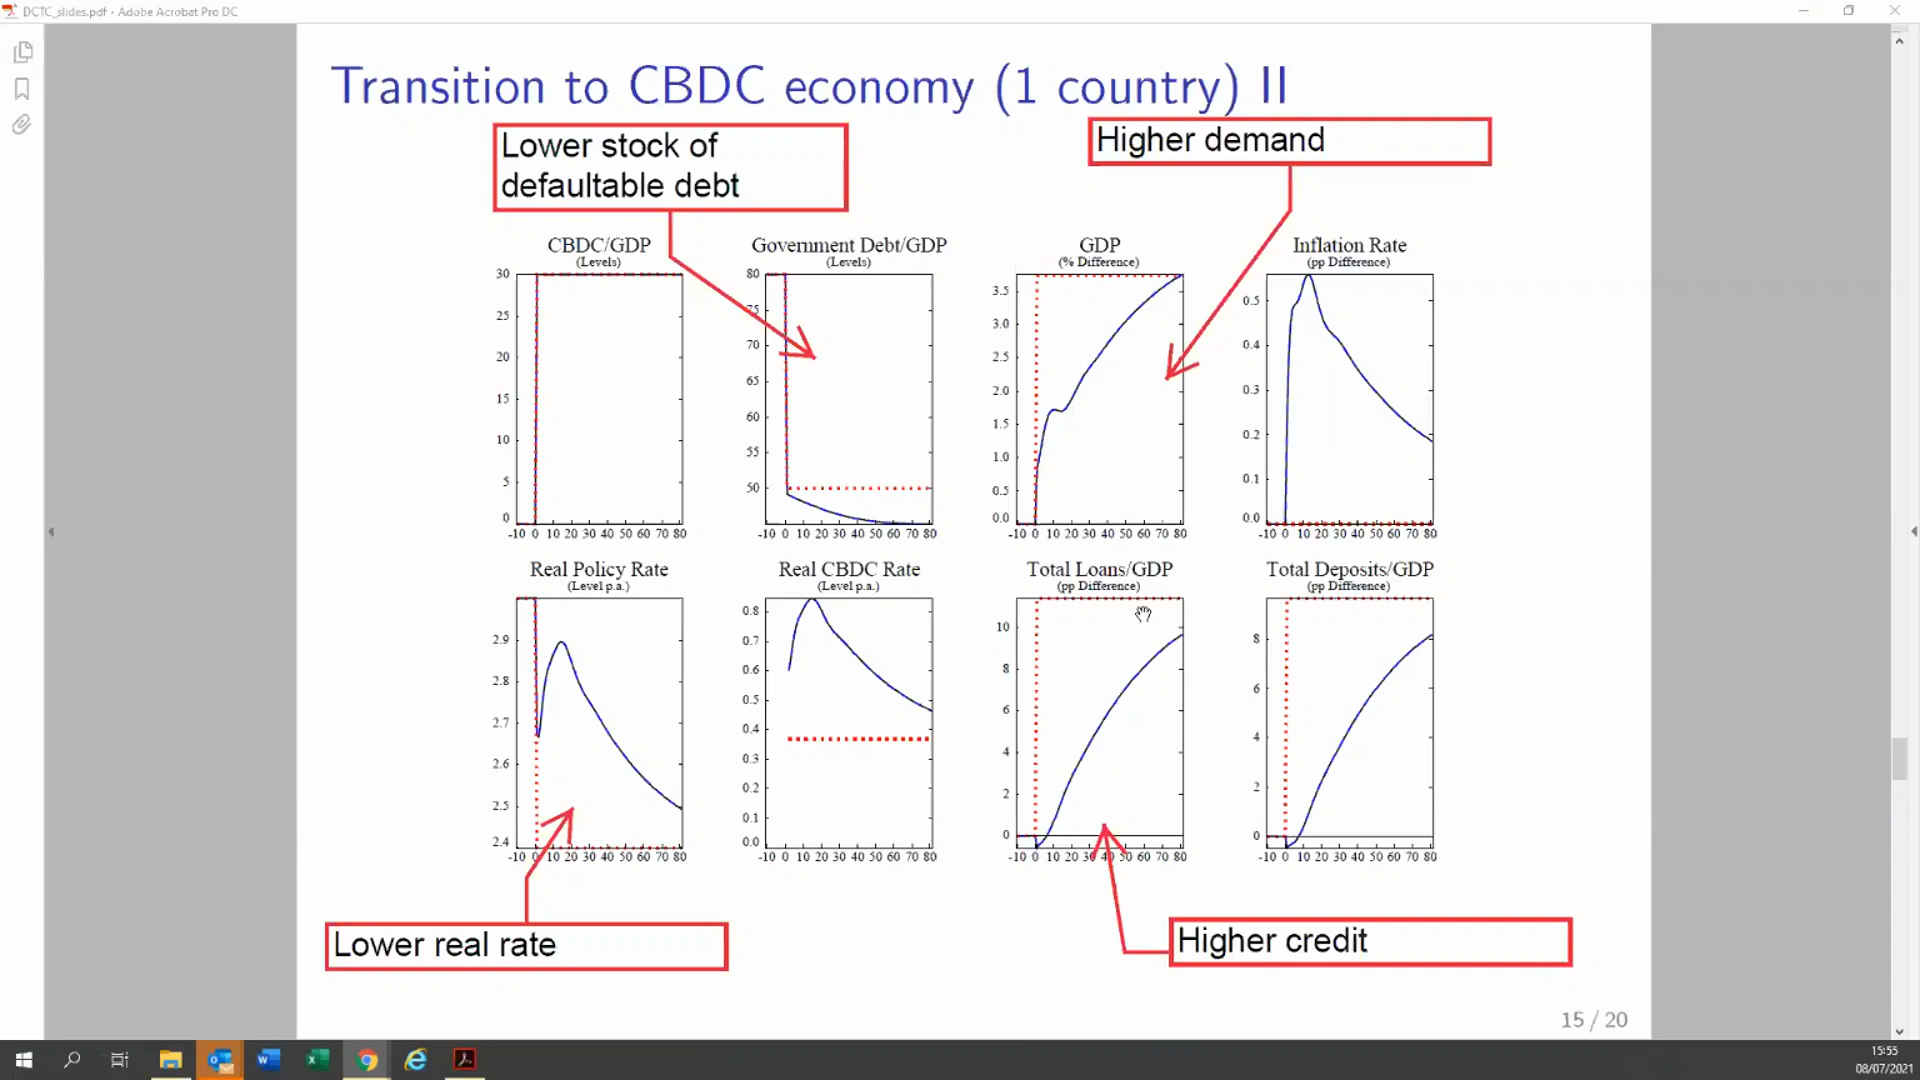 DCTC_slides.pdf - Adobe Acrobat Pro DC
Transition to CBDC economy (1 country) II
Lower stock of
defaultable debt
Higher demand
CBDC/GDP
(Levels)
30
25
20
15
10
5
0
-10 0 10 20 30 40 50 60 70 80
Government Debt/GDP
(Levels)
80
75
70
65
60
55
50
-10 0 10 20 30 40 50 60 70 80
GDP
(% Difference)
3.5
3.0
2.5
2.0
1.5
1.0
0.5
0.0
-10 0 10 20 30 40 50 60 70 80
Inflation Rate
(pp Difference)
0.5
0.4
0.3
0.2
0.1
0.0
-10 0 10 20 30 40 50 60 70 80
Real Policy Rate
(Level p.a.)
2.9
2.8
2.7
2.6
2.5
2.4
-10 0 10 20 30 40 50 60 70 80
Real CBDC Rate
(Level p.a.)
0.8
0.7
0.6
0.5
0.4
0.3
0.2
0.1
0.0
-10 0 10 20 30 40 50 60 70 80
Total Loans/GDP
(pp Difference)
10
8
6
4
2
0
-10 0 10 20 30 40 50 60 70 80
Total Deposits/GDP
(pp Difference)
8
6
4
2
0
-10 0 10 20 30 40 50 60 70 80
Lower real rate
Higher credit
15 / 20
15:55
08/07/2021